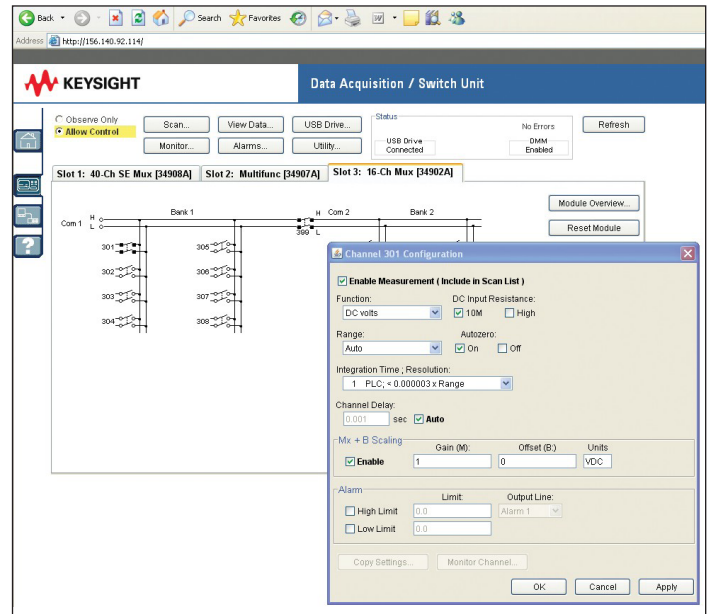 Back Search Favorites
Address http://156.140.92.114/
KEYSIGHT
Data Acquisition / Switch Unit
Observe Only
Allow Control
Scan... View Data... USB Drive...
Monitor... Alarms... Utility...
Status
No Errors
USB Drive Connected
DMM Enabled
Refresh
Slot 1: 40-Ch SE Mux [34908A] Slot 2: Multifunc [34907A] Slot 3: 16-Ch Mux [34902A]
Module Overview...
Reset Module
Bank 1 H Com 2 Bank 2
Com 1 H L
399 L
301 305
302 306
303 307
304 308
Channel 301 Configuration
Enable Measurement ( Include in Scan List )
Function: DC Input Resistance:
DC volts 10M High
Range: Autozero:
Auto On Off
Integration Time ; Resolution:
1 PLC; < 0.000003 x Range
Channel Delay:
0.001 sec Auto
Mx + B Scaling
Gain (M): Offset (B:) Units
Enable 1 0 VDC
Alarm
Limit: Output Line:
High Limit 0.0 Alarm 1
Low Limit 0.0
Copy Settings... Monitor Channel...
OK Cancel Apply